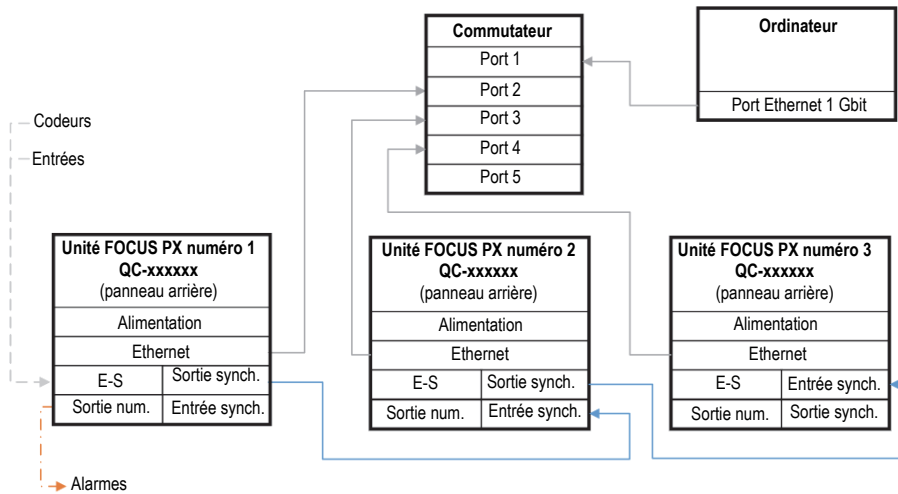 Commutateur
Port 1
Port 2
Port 3
Port 4
Port 5
Ordinateur
Port Ethernet 1 Gbit
Codeurs
Entrées
Unité FOCUS PX numéro 1
QC-xxxxxx
(panneau arrière)
Alimentation
Ethernet
E-S
Sortie synch.
Sortie num.
Entrée synch.
Unité FOCUS PX numéro 2
QC-xxxxxx
(panneau arrière)
Alimentation
Ethernet
E-S
Sortie synch.
Sortie num.
Entrée synch.
Unité FOCUS PX numéro 3
QC-xxxxxx
(panneau arrière)
Alimentation
Ethernet
E-S
Entrée synch.
Sortie num.
Sortie synch.
Alarmes